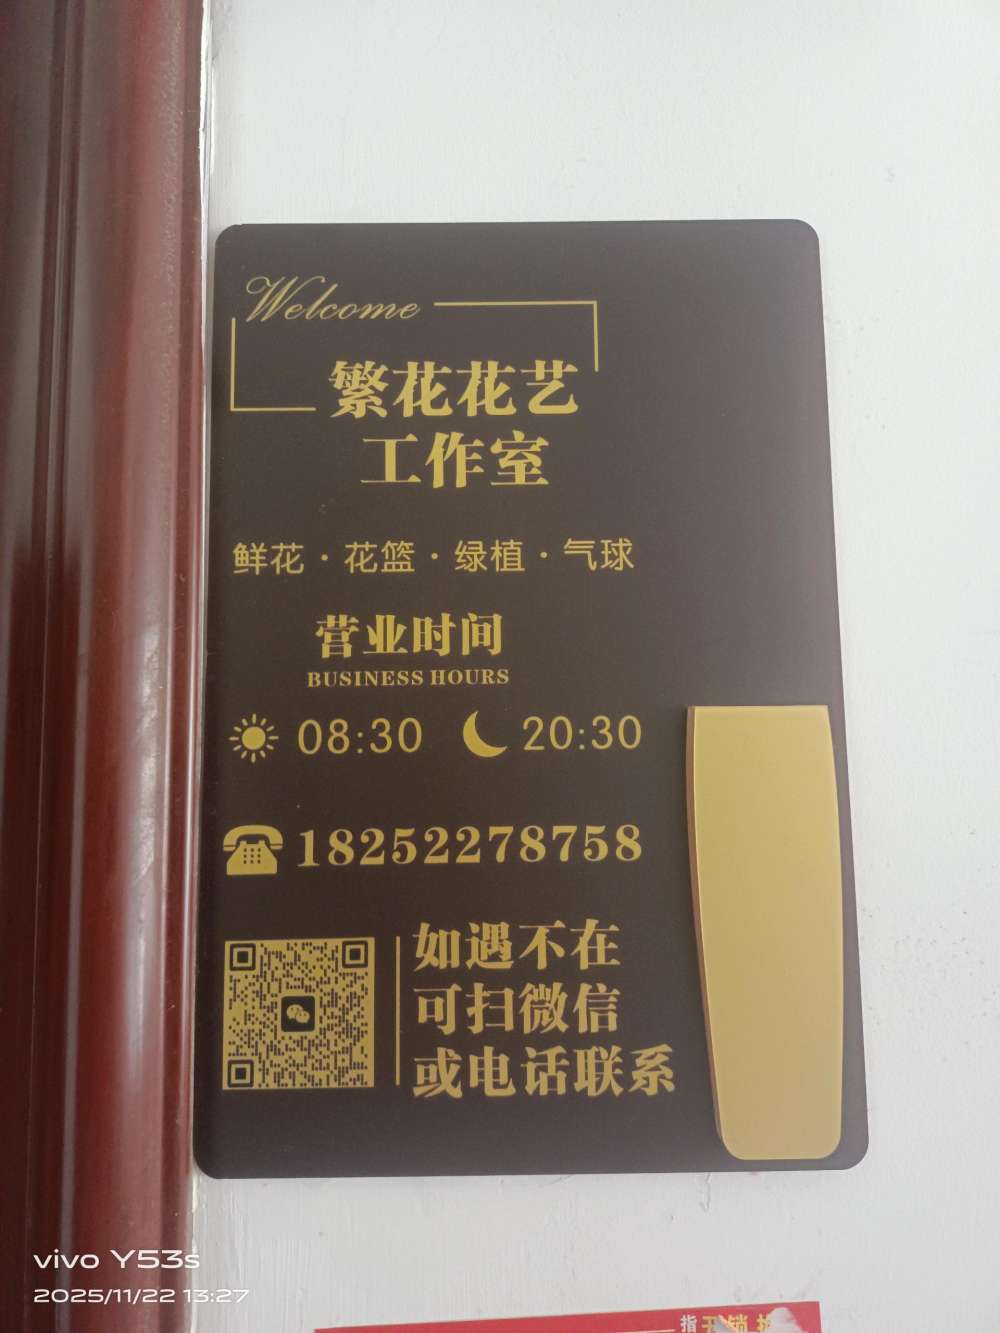 Welcome
繁花花艺
工作室
鲜花·花篮·绿植·气球
营业时间
BUSINESS HOURS
08:30 20:30
18252278758
如遇不在
可扫微信
或电话联系
vivo Y53s
2025/11/22 13:27